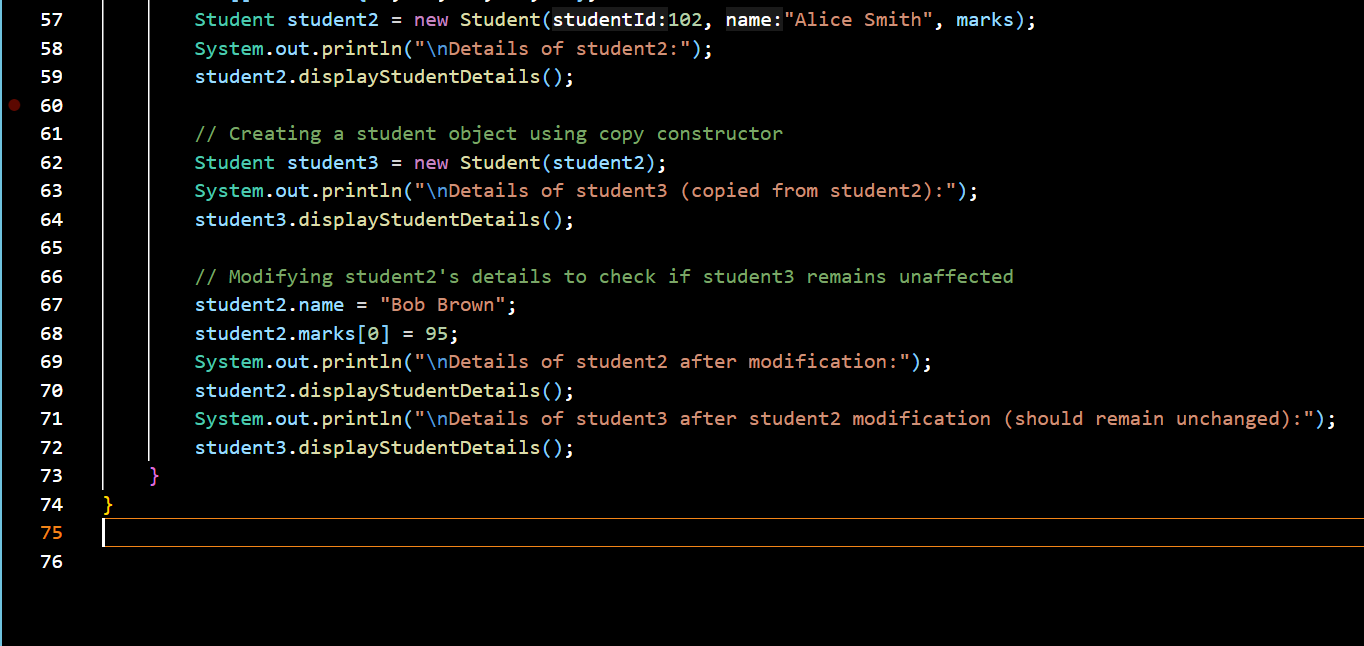 57 Student student2 = new Student(studentId:102, name:"Alice Smith", marks);
58 System.out.println("\nDetails of student2:");
59 student2.displayStudentDetails();
60
61 // Creating a student object using copy constructor
62 Student student3 = new Student(student2);
63 System.out.println("\nDetails of student3 (copied from student2):");
64 student3.displayStudentDetails();
65
66 // Modifying student2's details to check if student3 remains unaffected
67 student2.name = "Bob Brown";
68 student2.marks[0] = 95;
69 System.out.println("\nDetails of student2 after modification:");
70 student2.displayStudentDetails();
71 System.out.println("\nDetails of student3 after student2 modification (should remain unchanged):");
72 student3.displayStudentDetails();
73 }
74 }
75
76